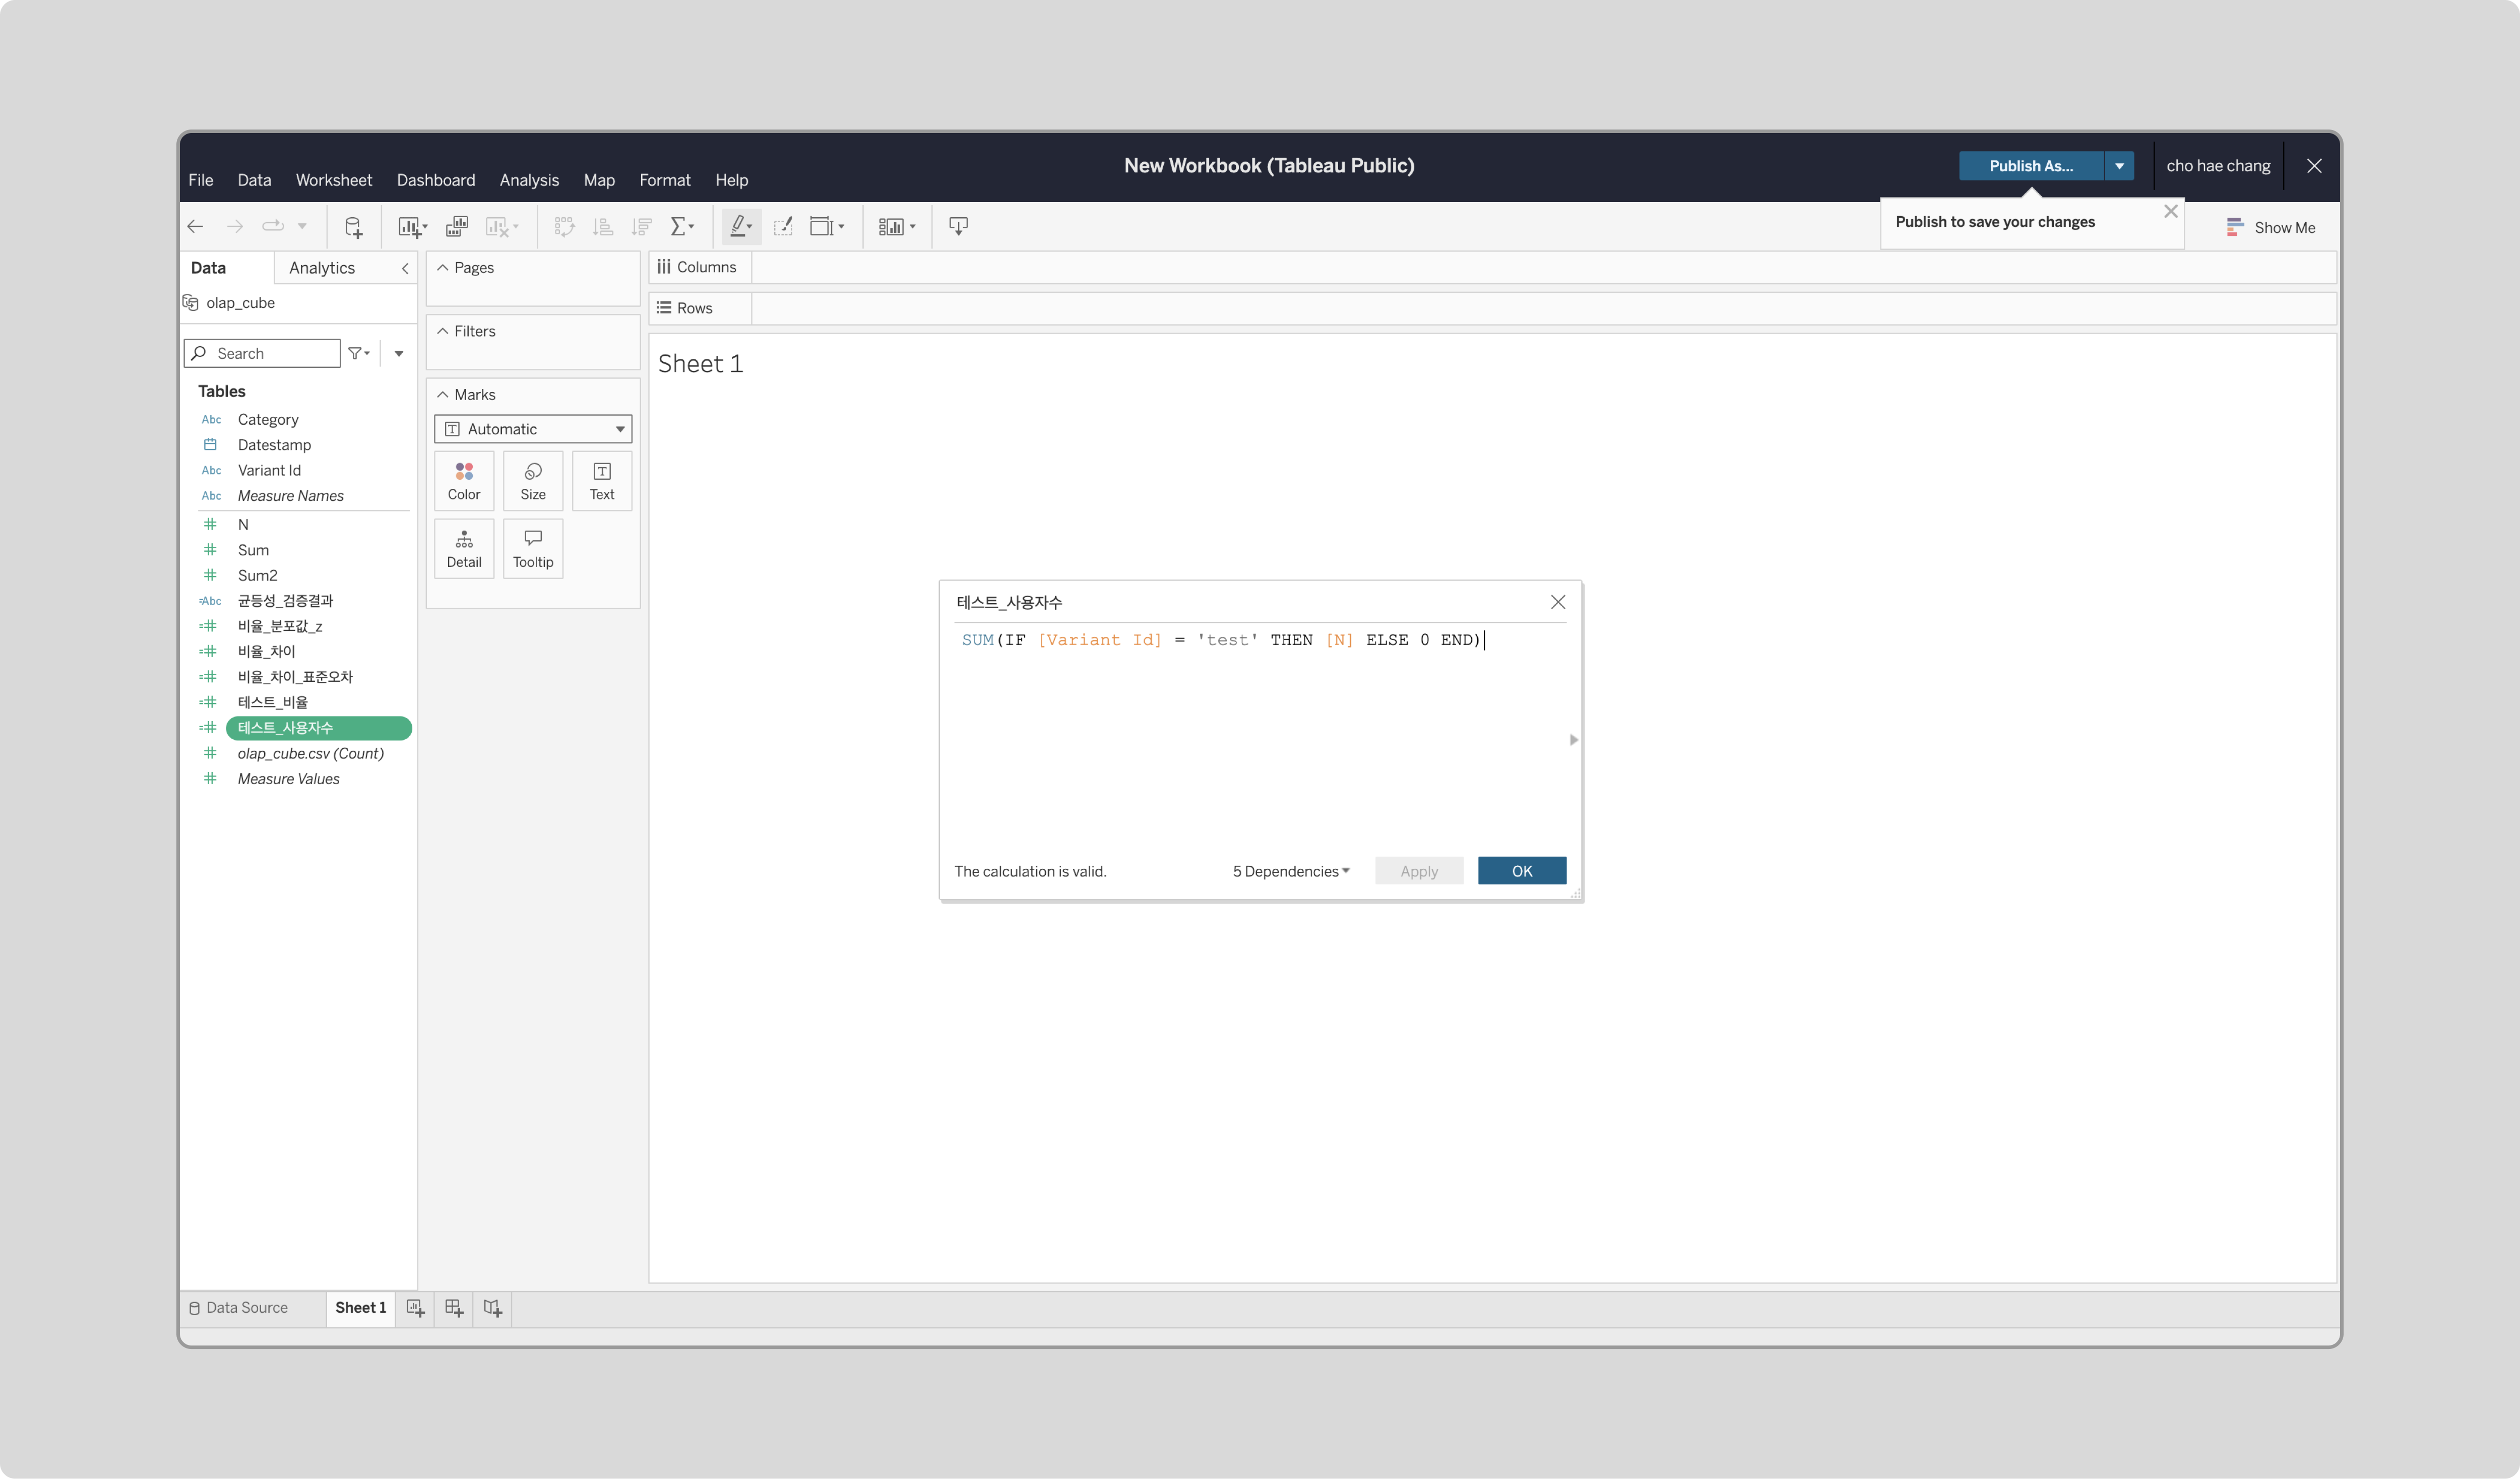 New Workbook (Tableau Public)
Publish As...
cho hae chang
File Data Worksheet Dashboard Analysis Map Format Help
Publish to save your changes
Show Me
Data
Analytics
olap_cube
Search
Tables
Abc Category
Datestamp
Abc Variant Id
Abc Measure Names
N
Sum
Sum2
=Abc 균등성_검증결과
=# 비율_분포값_z
=# 비율_차이
=# 비율_차이_표준오차
=# 테스트_비율
=# 테스트_사용자수
# olap_cube.csv (Count)
# Measure Values
Pages
Filters
Marks
Automatic
Color
Size
Text
Detail
Tooltip
Columns
Rows
Sheet 1
테스트_사용자수
SUM(IF [Variant Id] = 'test' THEN [N] ELSE 0 END)
The calculation is valid.
5 Dependencies
Apply
OK
Data Source
Sheet 1